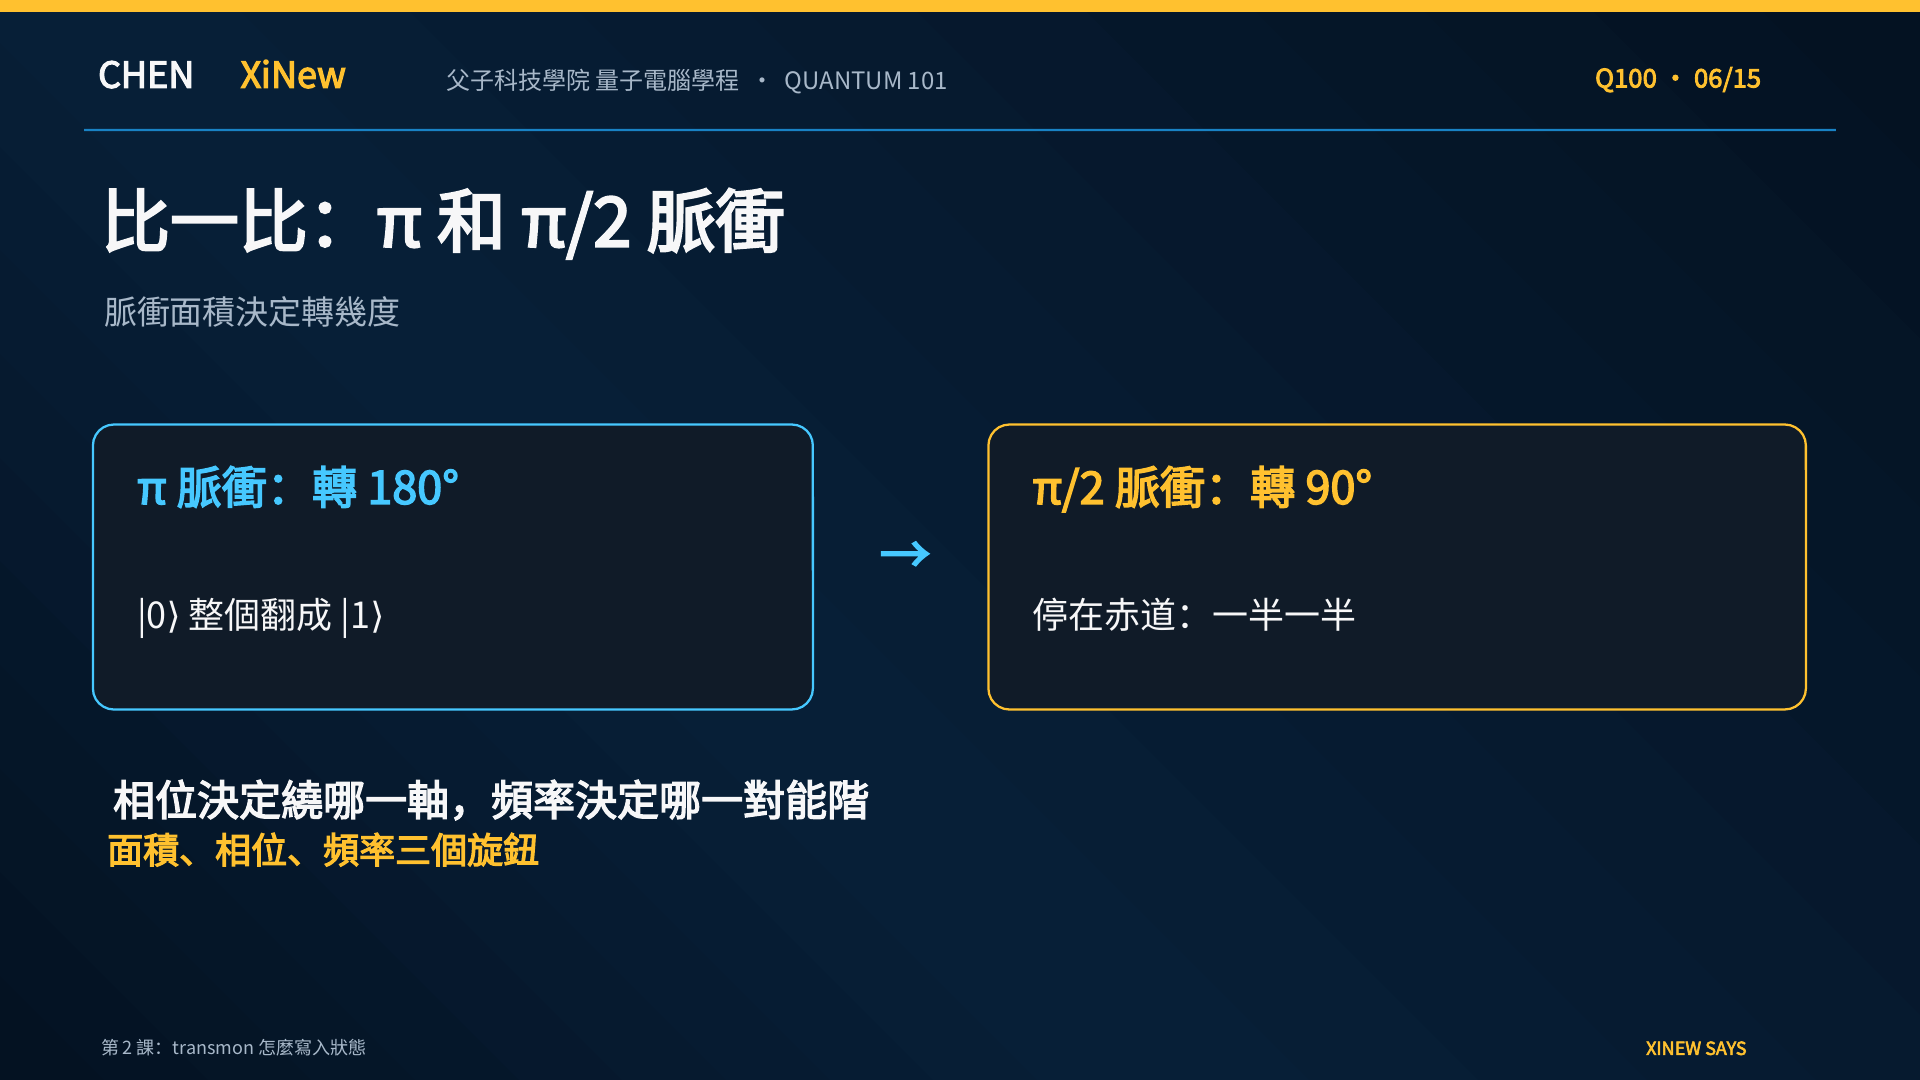 CHEN XiNew 父子科技學院 量子電腦學程 · QUANTUM 101 Q100 · 06/15
比一比：π 和 π/2 脈衝
脈衝面積決定轉幾度
π 脈衝：轉 180°
|0⟩ 整個翻成 |1⟩
→
π/2 脈衝：轉 90°
停在赤道：一半一半
相位決定繞哪一軸，頻率決定哪一對能階
面積、相位、頻率三個旋鈕
第 2 課：transmon 怎麼寫入狀態
XINEW SAYS